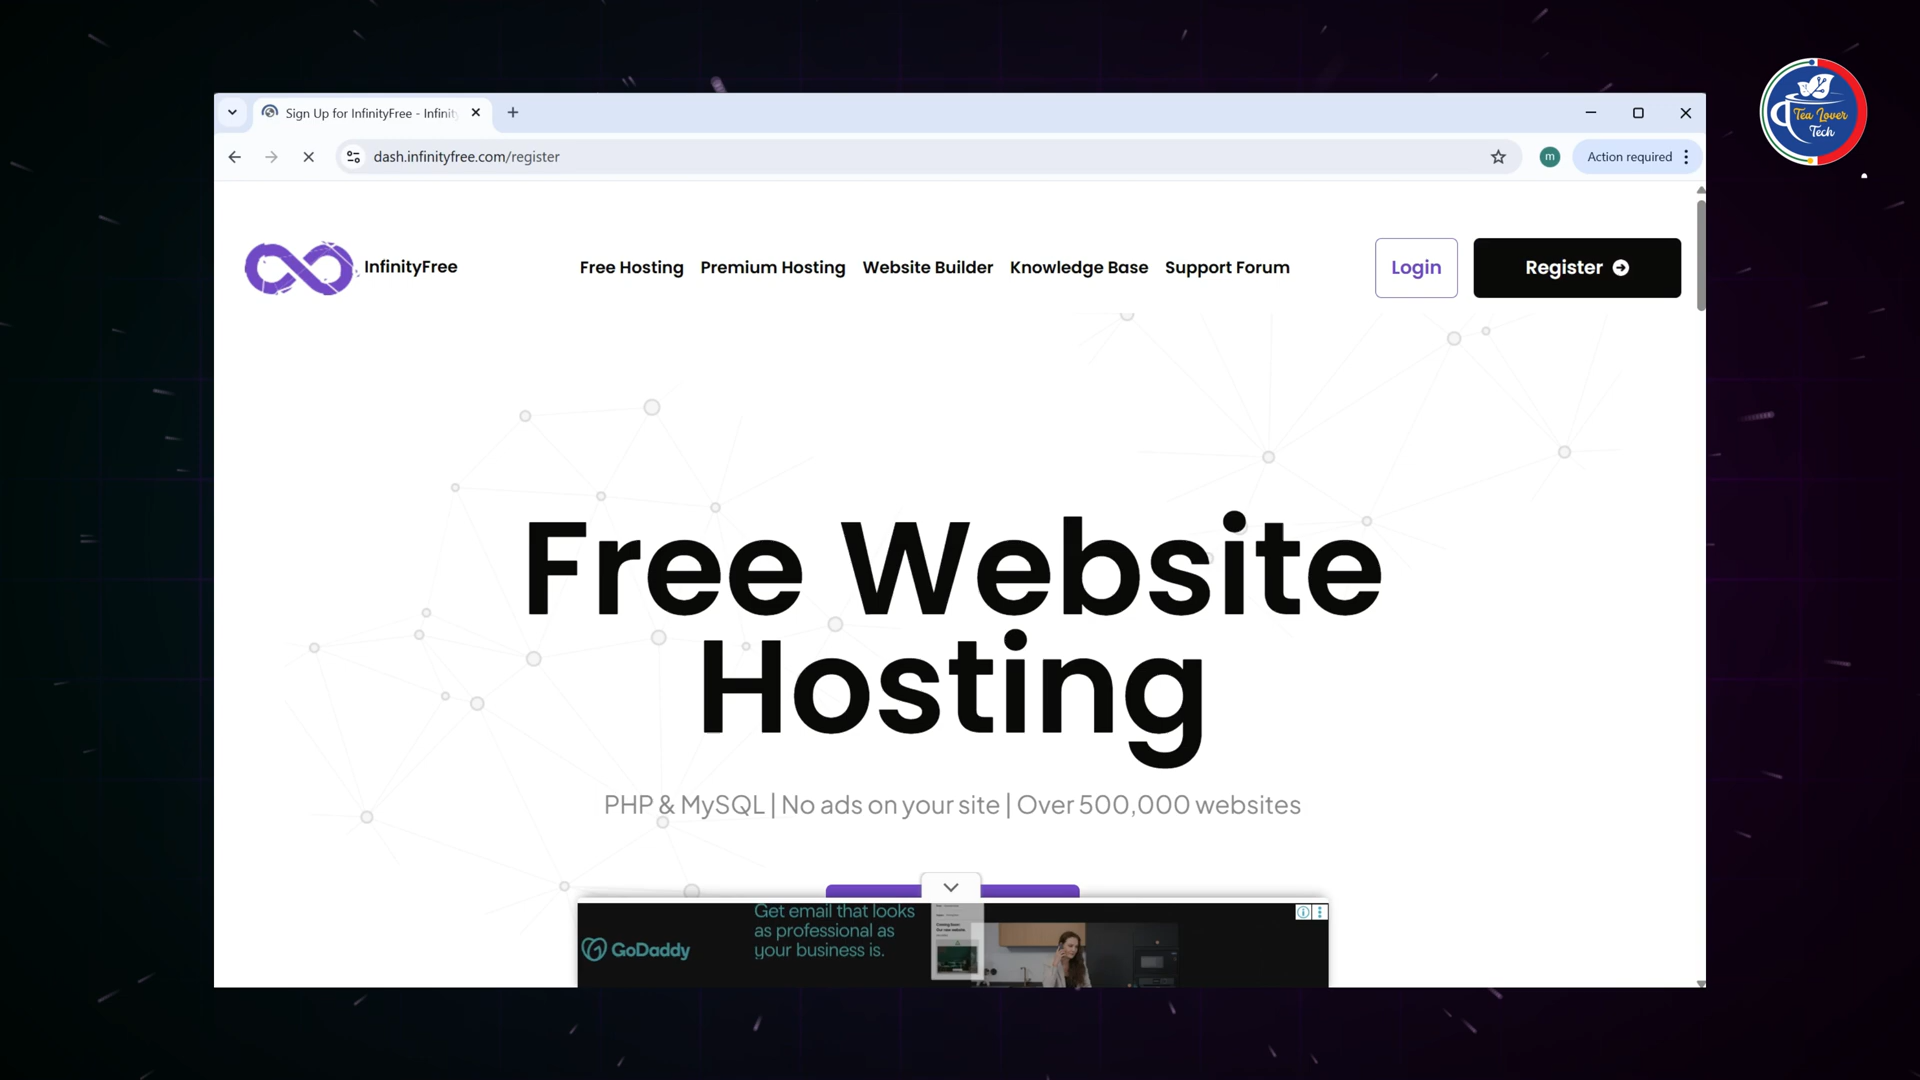 Sign Up for InfinityFree - Infinity
dash.infinityfree.com/register
m
Action required
Tea Lover
Tech
InfinityFree
Free Hosting
Premium Hosting
Website Builder
Knowledge Base
Support Forum
Login
Register
Free Website
Hosting
PHP & MySQL | No ads on your site | Over 500,000 websites
GoDaddy
Get email that looks
as professional as
your business is.